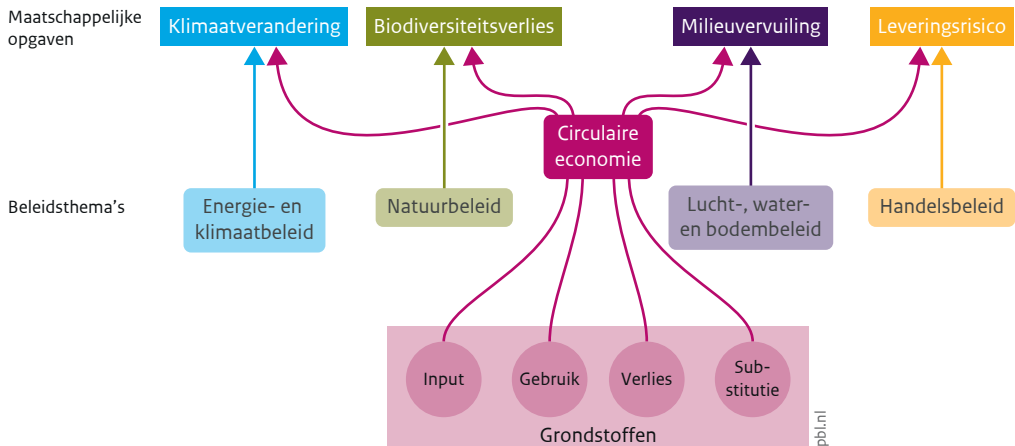 Maatschappelijke
opgaven
Klimaatverandering
Biodiversiteitsverlies
Milieuvervuiling
Leveringsrisico
Circulaire
economie
Beleidsthema's
Energie- en
klimaatbeleid
Natuurbeleid
Lucht-, water-
en bodembeleid
Handelsbeleid
Input
Gebruik
Verlies
Sub-
stitutie
Grondstoffen
pbl.nl